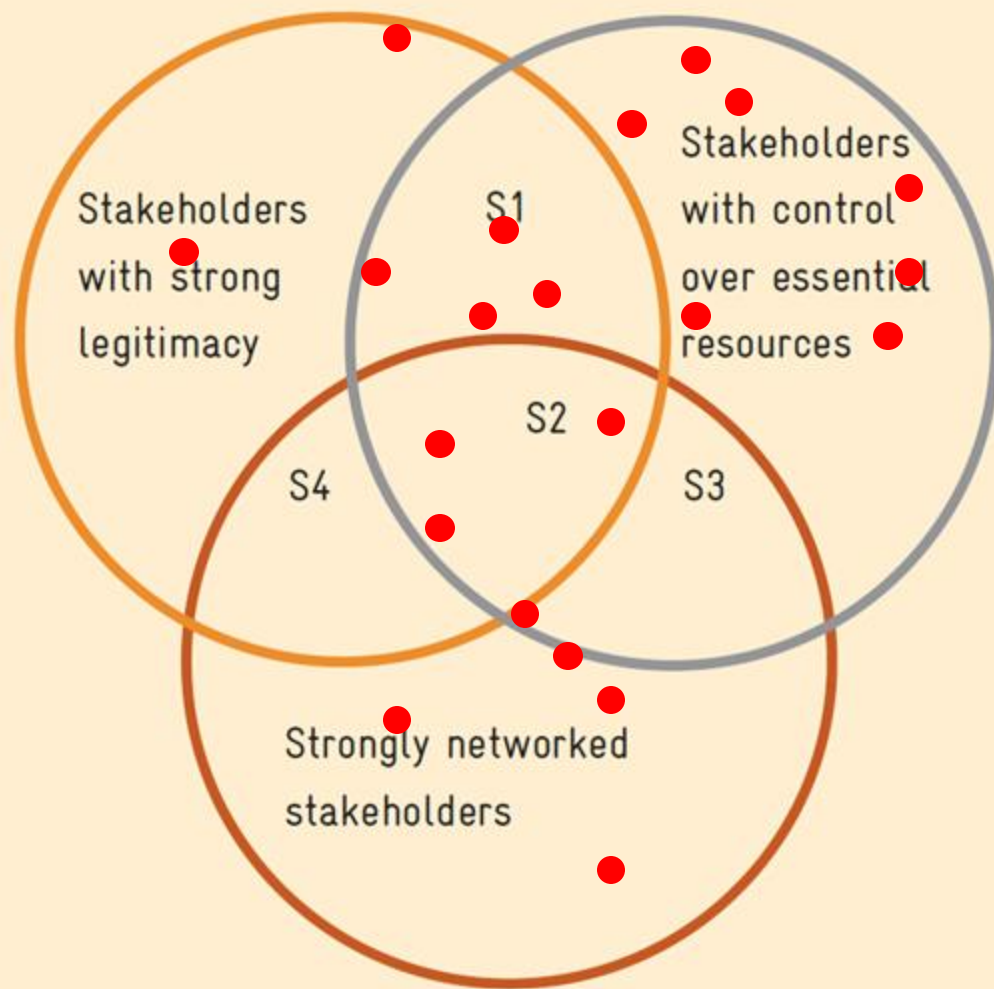 Stakeholders
with strong
legitimacy
S1
Stakeholders
with control
over essential
resources
S2
S4
S3
Strongly networked
stakeholders